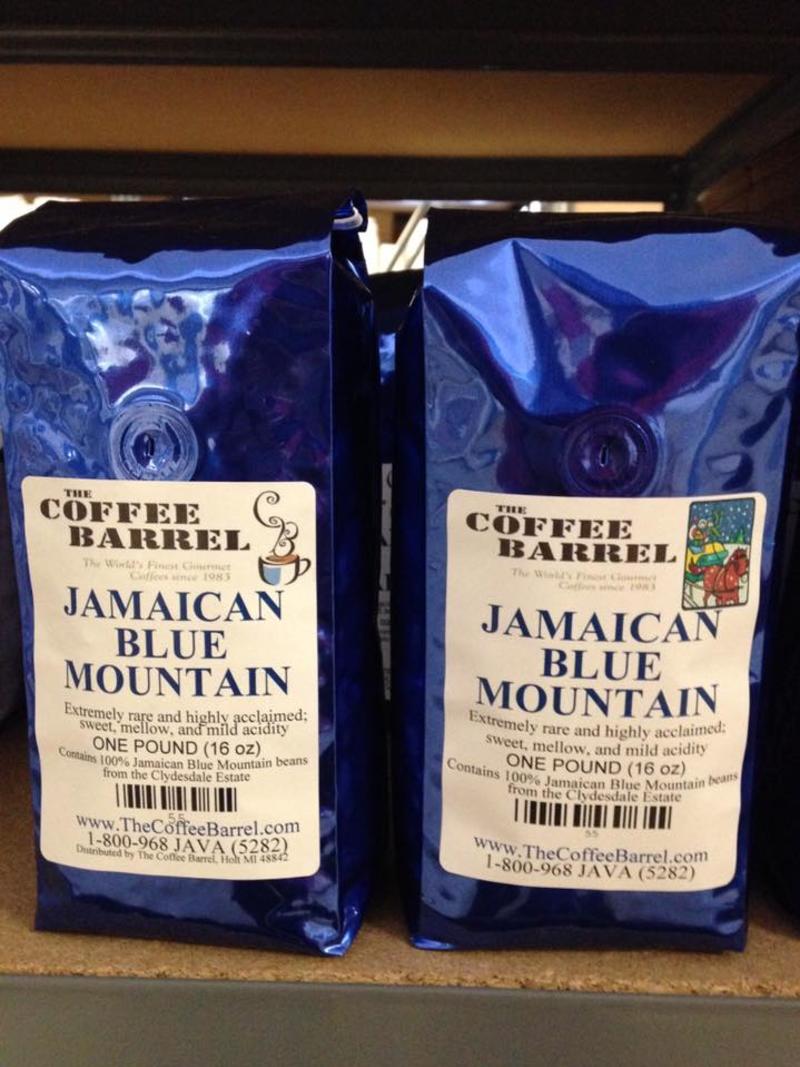 THE
COFFEE
BARREL
The World's Finest Gourmet
Coffees since 1983
JAMAICAN
BLUE
MOUNTAIN
Extremely rare and highly acclaimed;
sweet, mellow, and mild acidity
ONE POUND (16 oz)
Contains 100% Jamaican Blue Mountain beans
from the Clydesdale Estate
55
www.TheCoffeeBarrel.com
1-800-968 JAVA (5282)
Distributed by The Coffee Barrel, Holt MI 48842
THE
COFFEE
BARREL
The World's Finest Gourmet
Coffees since 1983
JAMAICAN
BLUE
MOUNTAIN
Extremely rare and highly acclaimed;
sweet, mellow, and mild acidity
ONE POUND (16 oz)
Contains 100% Jamaican Blue Mountain beans
from the Clydesdale Estate
55
www.TheCoffeeBarrel.com
1-800-968 JAVA (5282)